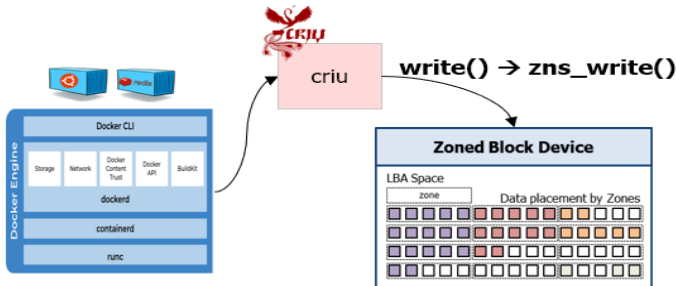 CRIU
criu
write() → zns_write()
redis
Docker Engine
Docker CLI
Storage
Network
Docker
Content
Trust
Docker
API
BuildKit
dockerd
containerd
runc
Zoned Block Device
LBA Space
zone
Data placement by Zones